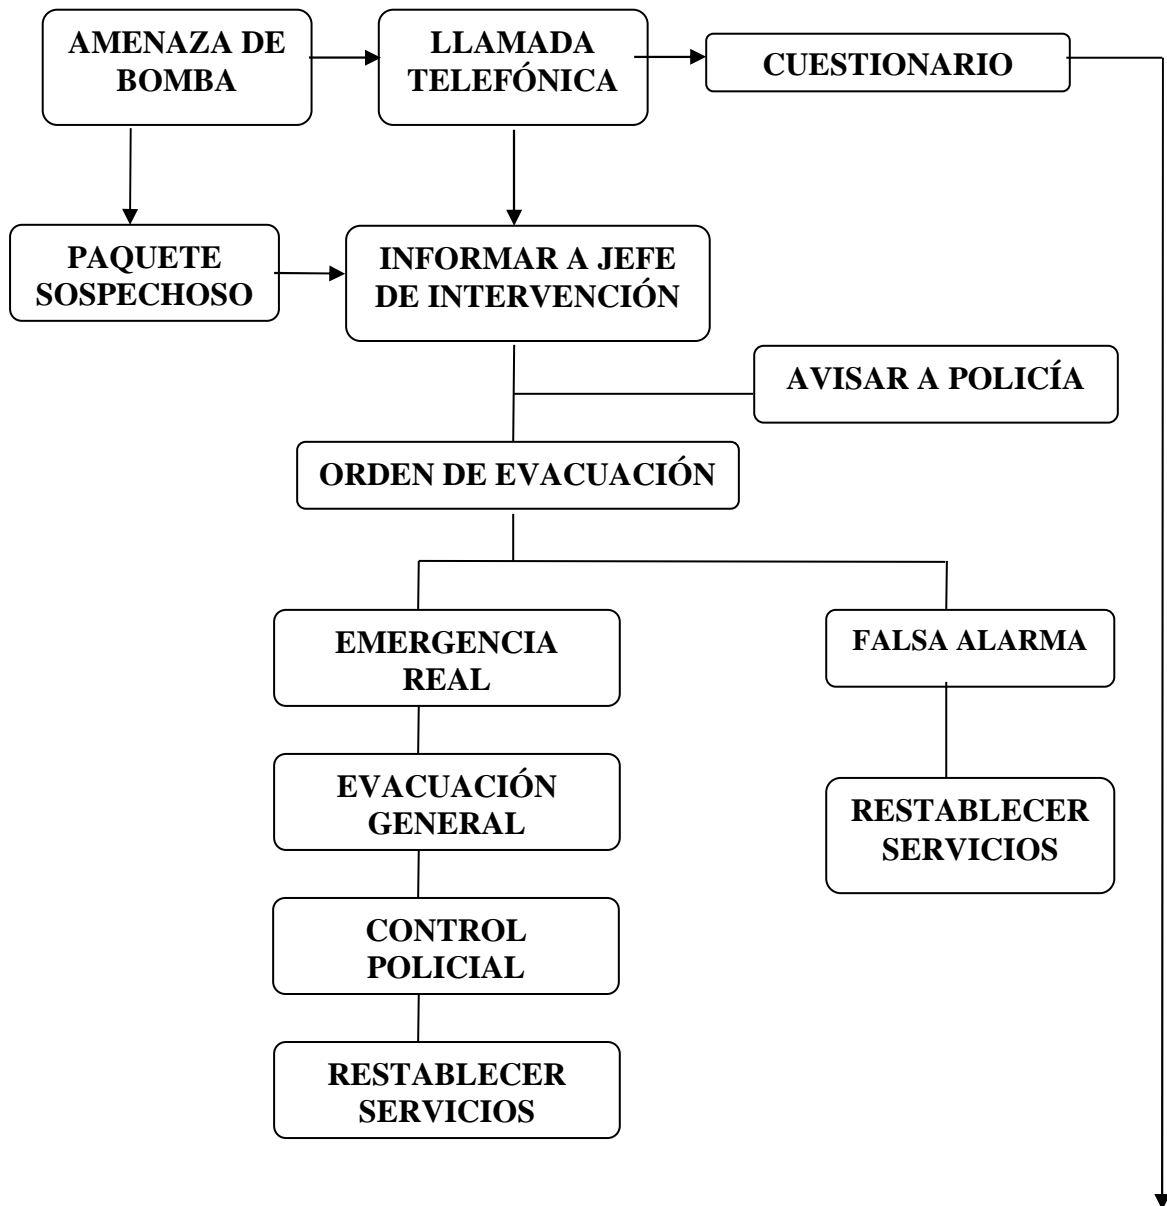 AMENAZA DE
BOMBA
LLAMADA
TELEFÓNICA
CUESTIONARIO
PAQUETE
SOSPECHOSO
INFORMAR A JEFE
DE INTERVENCIÓN
AVISAR A POLICÍA
ORDEN DE EVACUACIÓN
EMERGENCIA
REAL
FALSA ALARMA
EVACUACIÓN
GENERAL
RESTABLECER
SERVICIOS
CONTROL
POLICIAL
RESTABLECER
SERVICIOS